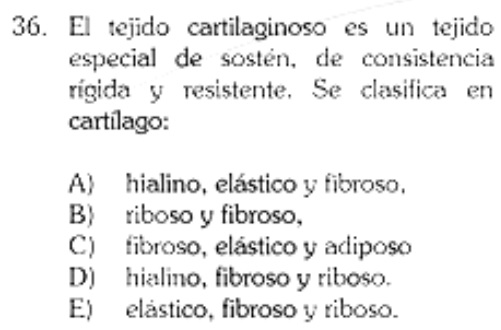 36. El tejido cartilaginoso es un tejido
especial de sostén, de consistencia
rígida y resistente. Se clasifica en
cartílago:
A) hialino, elástico y fibroso.
B) riboso y fibroso,
C) fibroso, elástico y adiposo
D) hialino, fibroso y riboso.
E) elástico, fibroso y riboso.